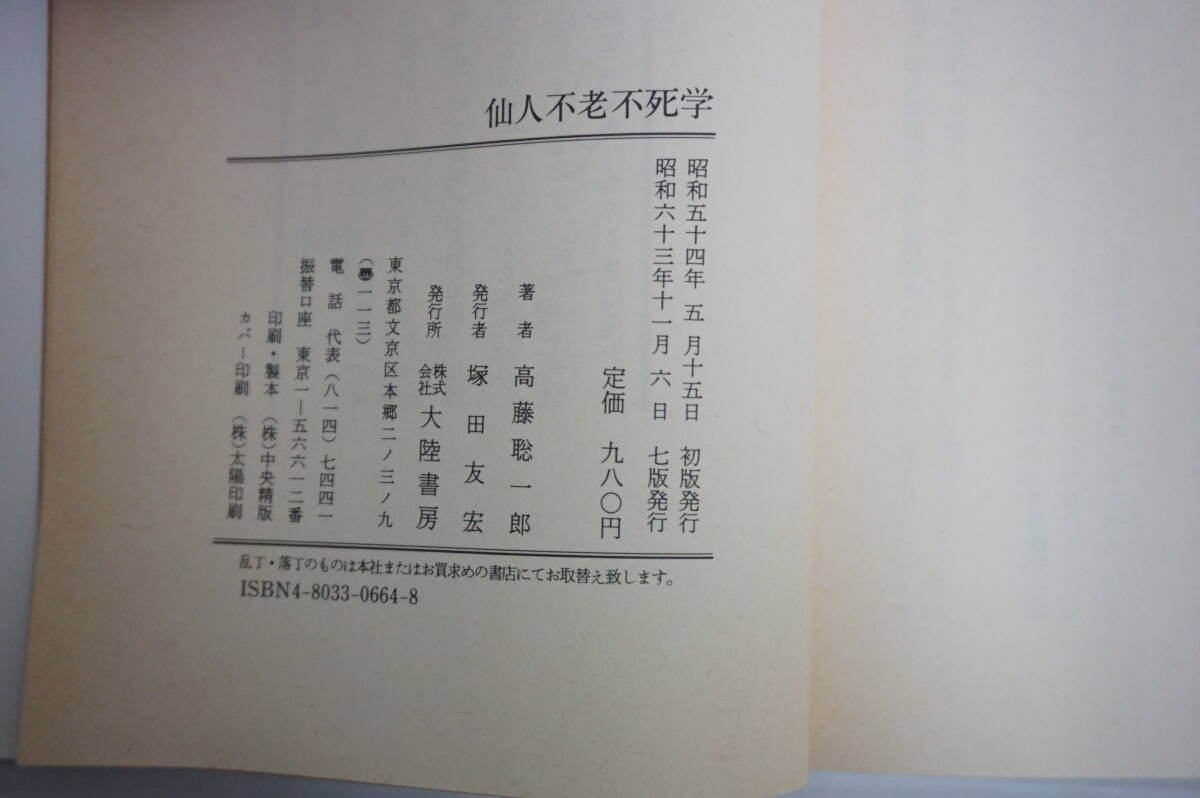 仙人不老不死学
昭和五十四年　五　月十五日　初版発行
昭和六十三年十一月　六　日　七版発行
定価　九八〇円
著　者　高藤聡一郎
発行者　塚田友宏
発行所　株式会社　大陸書房
東京都文京区本郷二ノ三ノ九
（〠一一三）
電　話　代表（八一四）七四四一
振替口座　東京一―五六六一二番
印刷・製本　（株）中央精版
カバー印刷　（株）太陽印刷
乱丁・落丁のものは本社またはお買求めの書店にてお取替え致します。
ISBN4-8033-0664-8